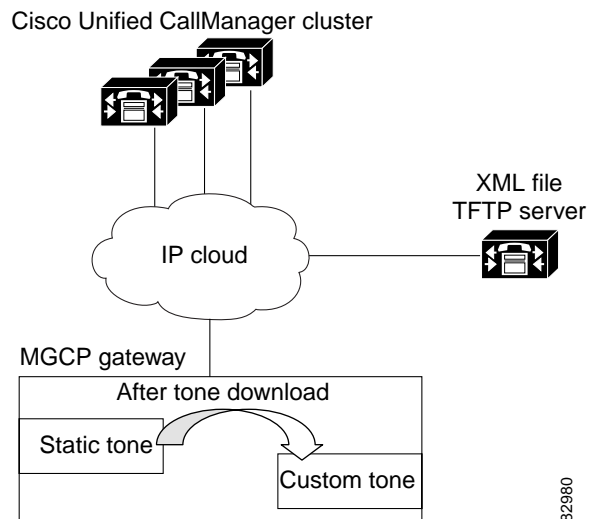 Cisco Unified CallManager cluster
XML file
TFTP server
IP cloud
MGCP gateway
After tone download
Static tone
Custom tone